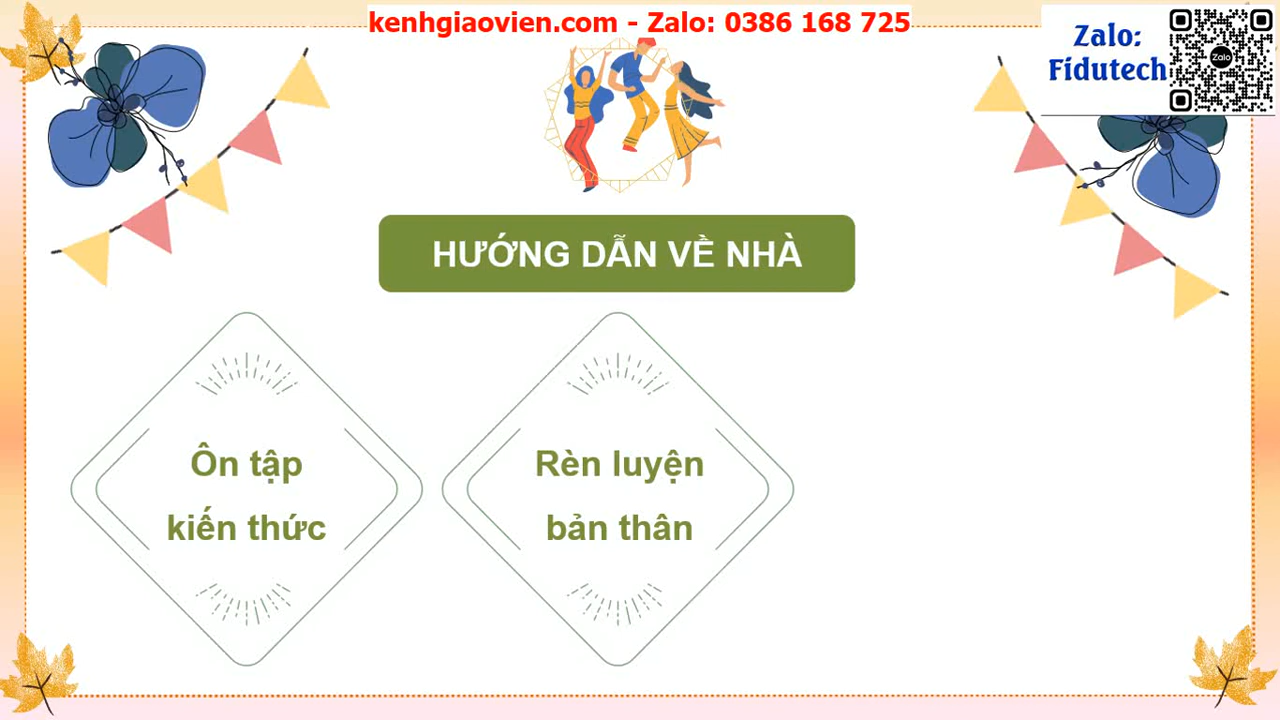 kenhgiaovien.com - Zalo: 0386 168 725
Zalo:
Fidutech
Zalo
HƯỚNG DẪN VỀ NHÀ
Ôn tập
kiến thức
Rèn luyện
bản thân